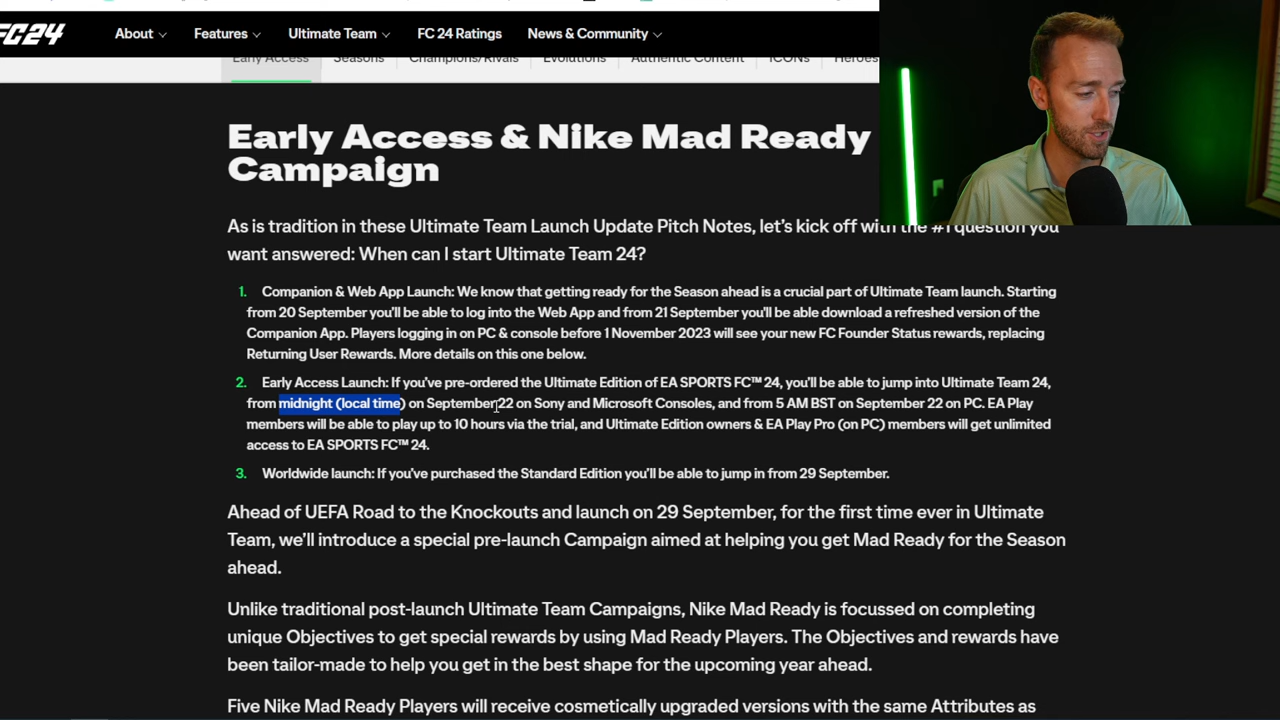 FC24
About
Features
Ultimate Team
FC 24 Ratings
News & Community
Early Access
Seasons
Champions/Rivals
Evolutions
Authentic Content
ICONs
Heroes
Early Access & Nike Mad Ready
Campaign
As is tradition in these Ultimate Team Launch Update Pitch Notes, let's kick off with the #1 question you
want answered: When can I start Ultimate Team 24?
1. Companion & Web App Launch: We know that getting ready for the Season ahead is a crucial part of Ultimate Team launch. Starting
from 20 September you'll be able to log into the Web App and from 21 September you'll be able download a refreshed version of the
Companion App. Players logging in on PC & console before 1 November 2023 will see your new FC Founder Status rewards, replacing
Returning User Rewards. More details on this one below.
2. Early Access Launch: If you've pre-ordered the Ultimate Edition of EA SPORTS FC™ 24, you'll be able to jump into Ultimate Team 24,
from midnight (local time) on September 22 on Sony and Microsoft Consoles, and from 5 AM BST on September 22 on PC. EA Play
members will be able to play up to 10 hours via the trial, and Ultimate Edition owners & EA Play Pro (on PC) members will get unlimited
access to EA SPORTS FC™ 24.
3. Worldwide launch: If you've purchased the Standard Edition you'll be able to jump in from 29 September.
Ahead of UEFA Road to the Knockouts and launch on 29 September, for the first time ever in Ultimate
Team, we'll introduce a special pre-launch Campaign aimed at helping you get Mad Ready for the Season
ahead.
Unlike traditional post-launch Ultimate Team Campaigns, Nike Mad Ready is focussed on completing
unique Objectives to get special rewards by using Mad Ready Players. The Objectives and rewards have
been tailor-made to help you get in the best shape for the upcoming year ahead.
Five Nike Mad Ready Players will receive cosmetically upgraded versions with the same Attributes as